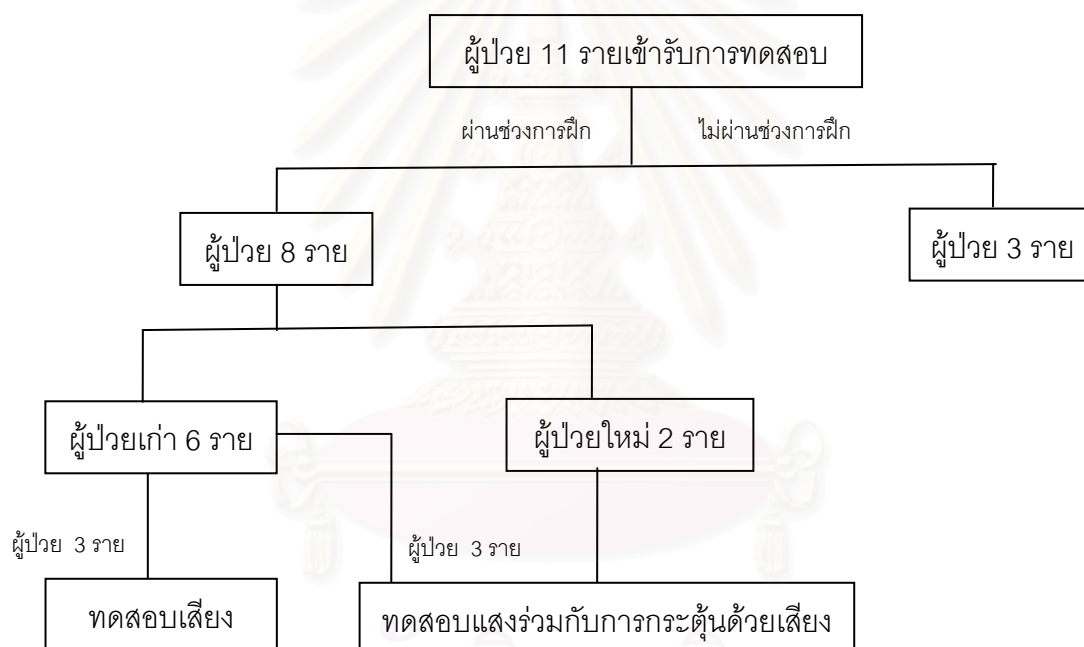 ผู้ป่วย 11 รายเข้ารับการทดสอบ
ผ่านช่วงการฝึก
ไม่ผ่านช่วงการฝึก
ผู้ป่วย 8 ราย
ผู้ป่วย 3 ราย
ผู้ป่วยเก่า 6 ราย
ผู้ป่วยใหม่ 2 ราย
ผู้ป่วย 3 ราย
ผู้ป่วย 3 ราย
ทดสอบเสียง
ทดสอบแสงร่วมกับการกระตุ้นด้วยเสียง